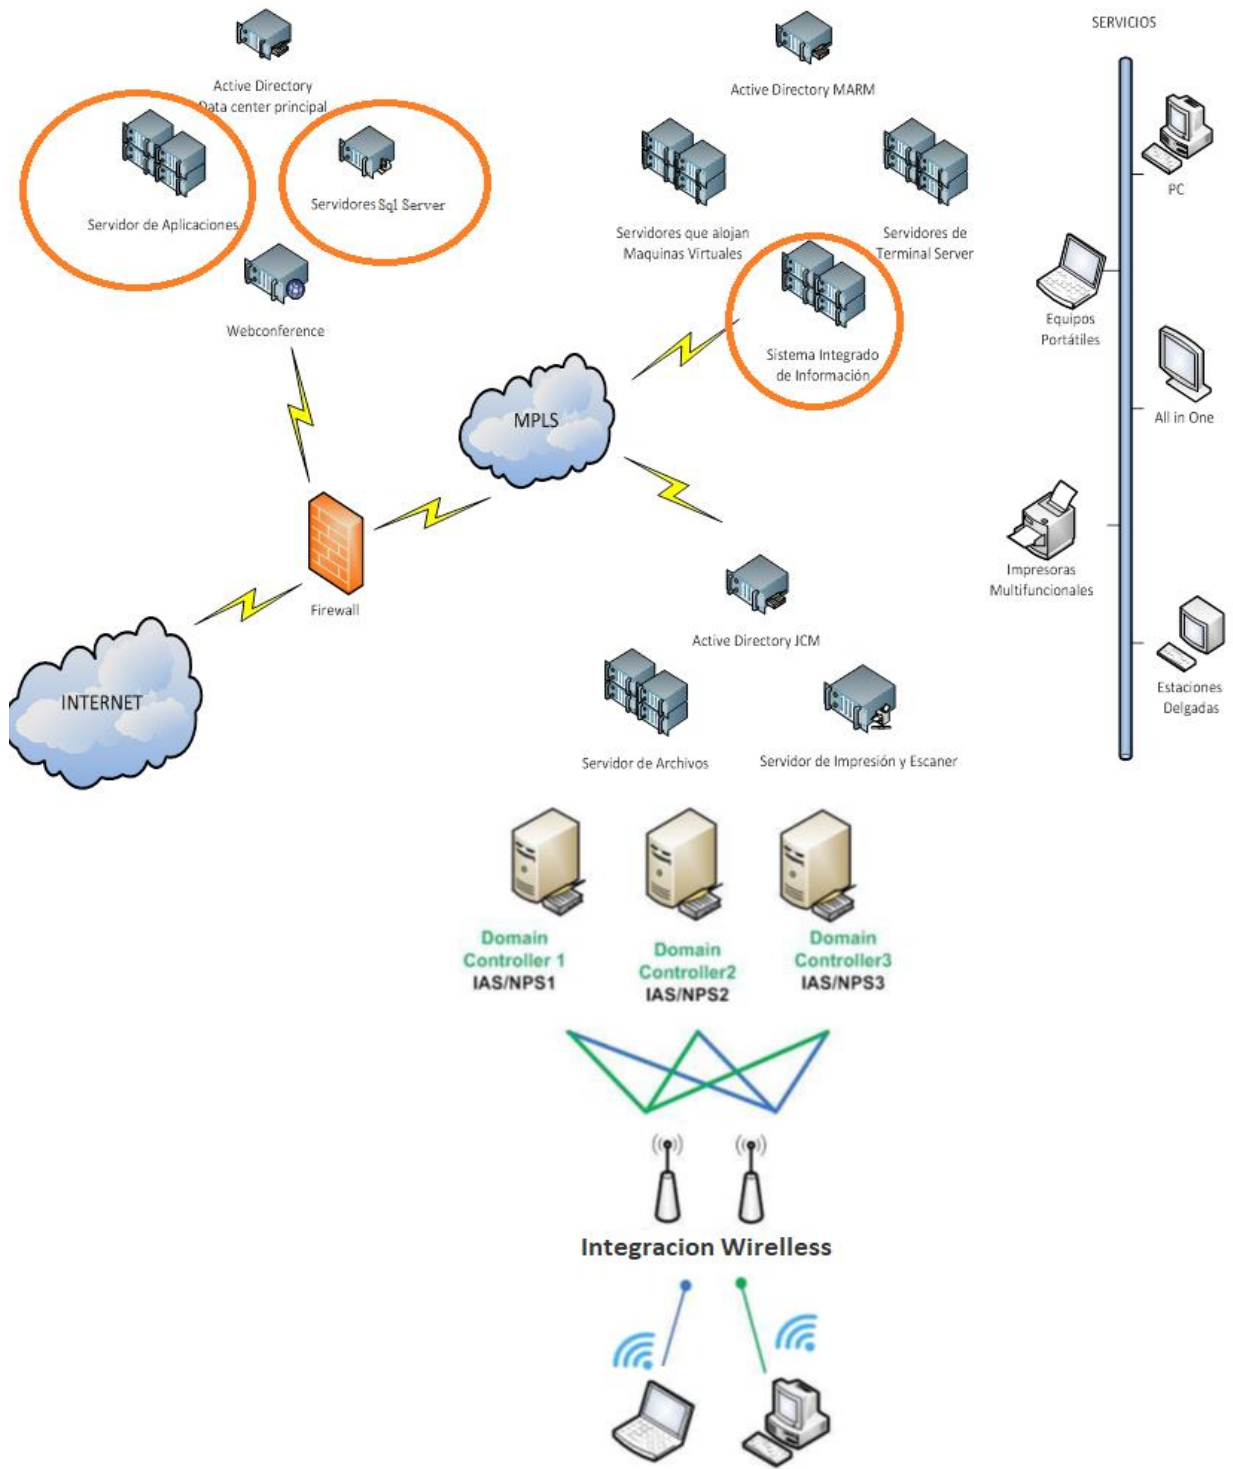 SERVICIOS
Active Directory
Data center principal
Active Directory MARM
Servidor de Aplicaciones
Servidores Sql Server
Servidores que alojan
Maquinas Virtuales
Servidores de
Terminal Server
PC
Webconference
Sistema Integrado
de Información
Equipos
Portátiles
MPLS
All in One
Firewall
Impresoras
Multifuncionales
Active Directory JCM
INTERNET
Estaciones
Delgadas
Servidor de Archivos
Servidor de Impresión y Escaner
Domain
Controller 1
IAS/NPS1
Domain
Controller2
IAS/NPS2
Domain
Controller3
IAS/NPS3
Integracion Wirelless